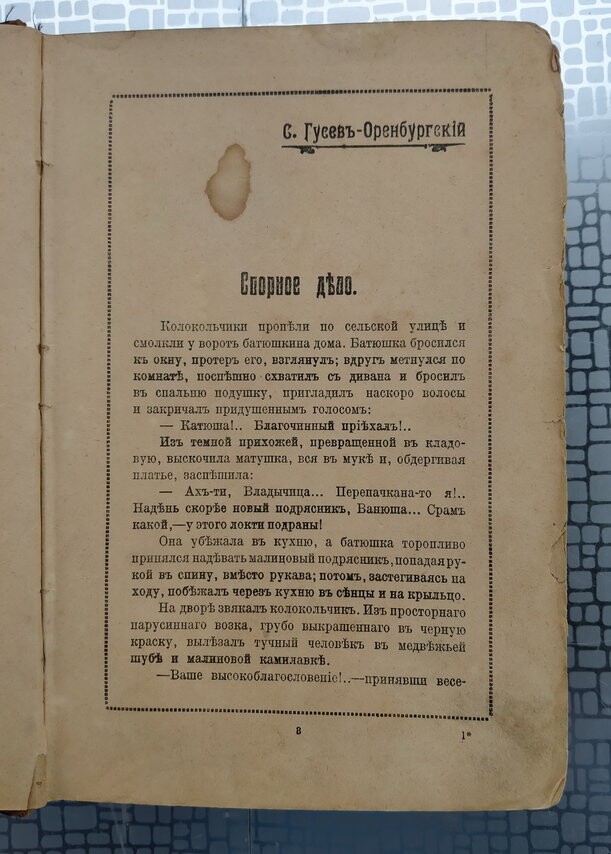 С. Гусевъ-Оренбургскій
Спорное дѣло.
Колокольчики пропѣли по сельской улицѣ и
смолкли у воротъ батюшкина дома. Батюшка бросился
къ окну, протеръ его, взглянулъ; вдругъ метнулся по
комнатѣ, поспѣшно схватилъ съ дивана и бросилъ
въ спальню подушку, пригладилъ наскоро волосы
и закричалъ придушеннымъ голосомъ:
— Катюша!.. Благочинный пріѣхалъ!..
Изъ темной прихожей, превращенной въ кладо-
вую, выскочила матушка, вся въ мукѣ и, обдергивая
платье, заспѣшила:
— Ахъ-ти, Владычица... Перепачкана-то я!..
Надѣнь скорѣе новый подрясникъ, Ванюша... Срамъ
какой,—у этого локти подраны!
Она убѣжала въ кухню, а батюшка торопливо
принялся надѣвать малиновый подрясникъ, попадая ру-
кой въ спину, вмѣсто рукава; потомъ, застегиваясь на
ходу, побѣжалъ черезъ кухню въ сѣнцы и на крыльцо.
На дворѣ звякалъ колокольчикъ. Изъ просторнаго
парусиннаго возка, грубо выкрашеннаго въ черную
краску, вылѣзалъ тучный человѣкъ въ медвѣжьей
шубѣ и малиновой камилавкѣ.
—Ваше высокоблагословеніе!..—принявши весе-
3
1*